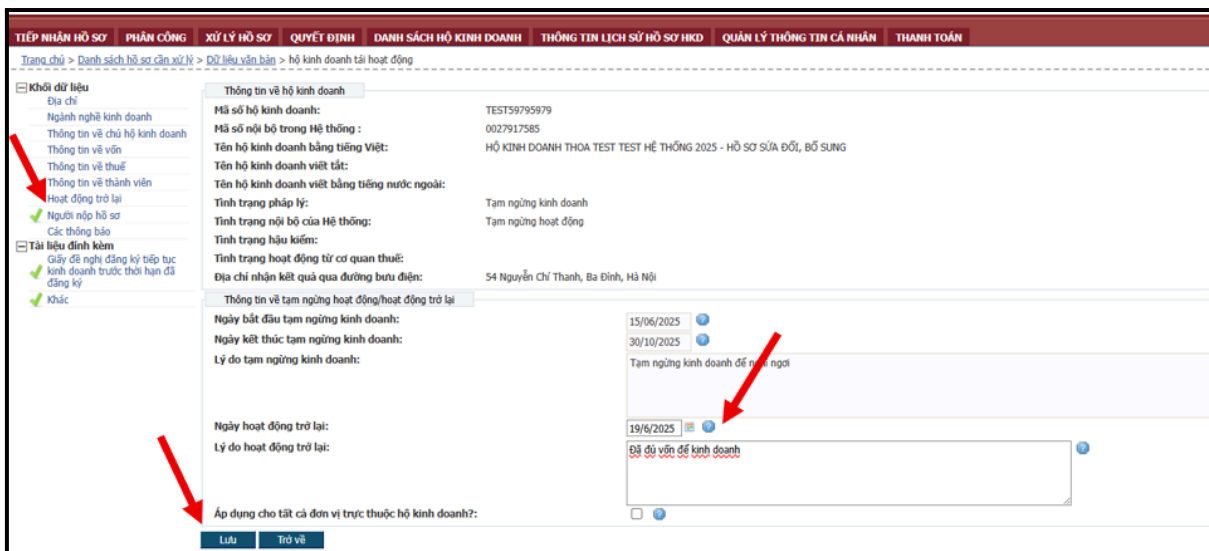 TIẾP NHẬN HỒ SƠ PHÂN CÔNG XỬ LÝ HỒ SƠ QUYẾT ĐỊNH DANH SÁCH HỘ KINH DOANH THÔNG TIN LỊCH SỬ HỒ SƠ HKD QUẢN LÝ THÔNG TIN CÁ NHÂN THANH TOÁN
Trang chủ > Danh sách hồ sơ cần xử lý > Dữ liệu văn bản > hộ kinh doanh tái hoạt động
Khối dữ liệu
Địa chỉ
Ngành nghề kinh doanh
Thông tin về chủ hộ kinh doanh
Thông tin về vốn
Thông tin về thuế
Thông tin về thành viên
Hoạt động trở lại
Người nộp hồ sơ
Các thông báo
Tài liệu đính kèm
Giấy đề nghị đăng ký tiếp tục
kinh doanh trước thời hạn đã
đăng ký
Khác
Thông tin về hộ kinh doanh
Mã số hộ kinh doanh: TEST59795979
Mã số nội bộ trong Hệ thống : 0027917585
Tên hộ kinh doanh bằng tiếng Việt: HỘ KINH DOANH THOA TEST TEST HỆ THỐNG 2025 - HỒ SƠ SỬA ĐỔI, BỔ SUNG
Tên hộ kinh doanh viết tắt:
Tên hộ kinh doanh viết bằng tiếng nước ngoài:
Tình trạng pháp lý: Tạm ngừng kinh doanh
Tình trạng nội bộ của Hệ thống: Tạm ngừng hoạt động
Tình trạng hậu kiểm:
Tình trạng hoạt động từ cơ quan thuế:
Địa chỉ nhận kết quả qua đường bưu điện: 54 Nguyễn Chí Thanh, Ba Đình, Hà Nội
Thông tin về tạm ngừng hoạt động/hoạt động trở lại
Ngày bắt đầu tạm ngừng kinh doanh: 15/06/2025
Ngày kết thúc tạm ngừng kinh doanh: 30/10/2025
Lý do tạm ngừng kinh doanh: Tạm ngừng kinh doanh để nghỉ ngơi
Ngày hoạt động trở lại: 19/6/2025
Lý do hoạt động trở lại: Đã đủ vốn để kinh doanh
Áp dụng cho tất cả đơn vị trực thuộc hộ kinh doanh?:
Lưu Trở về